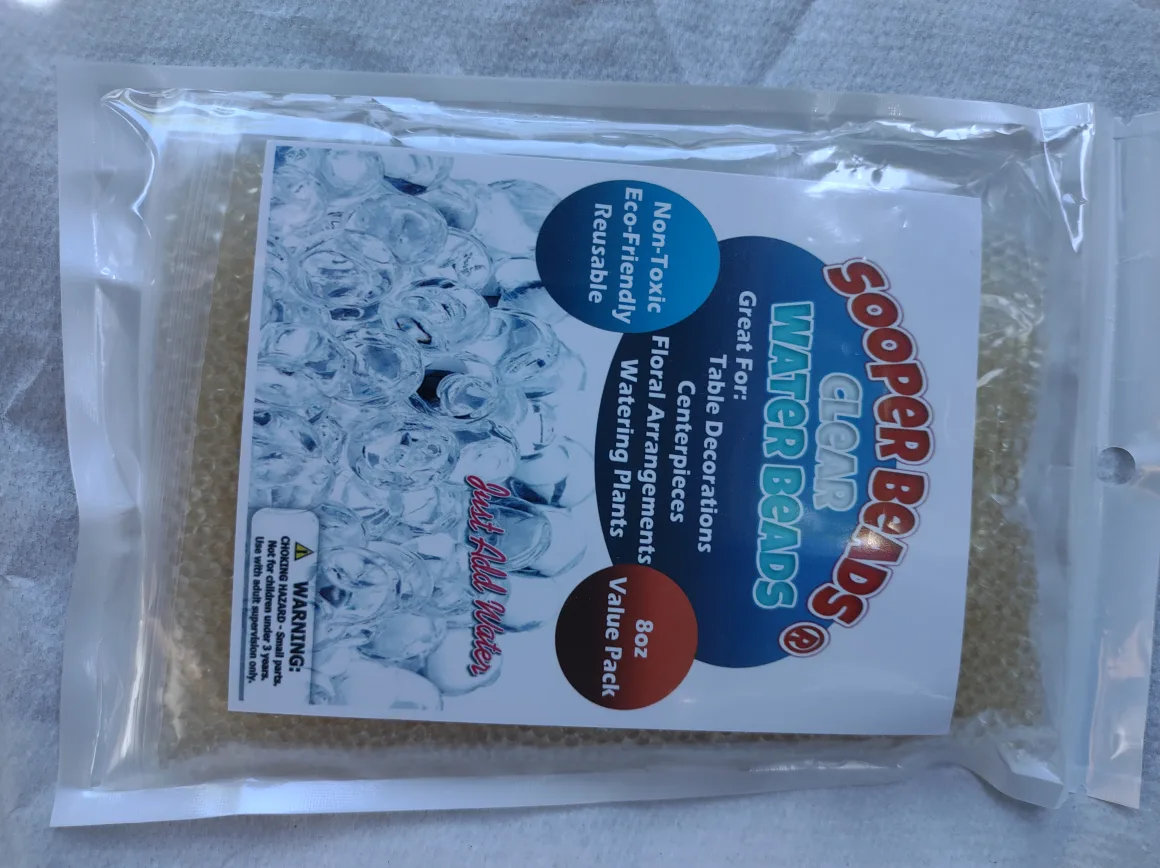 SOOPER BEADS®
CLEAR
WATER BEADS
Great For:
Table Decorations
Centerpieces
Floral Arrangements
Watering Plants
Non-Toxic
Eco-Friendly
Reusable
8oz
Value Pack
Just Add Water
WARNING:
CHOKING HAZARD - Small parts.
Not for children under 3 years.
Use with adult supervision only.